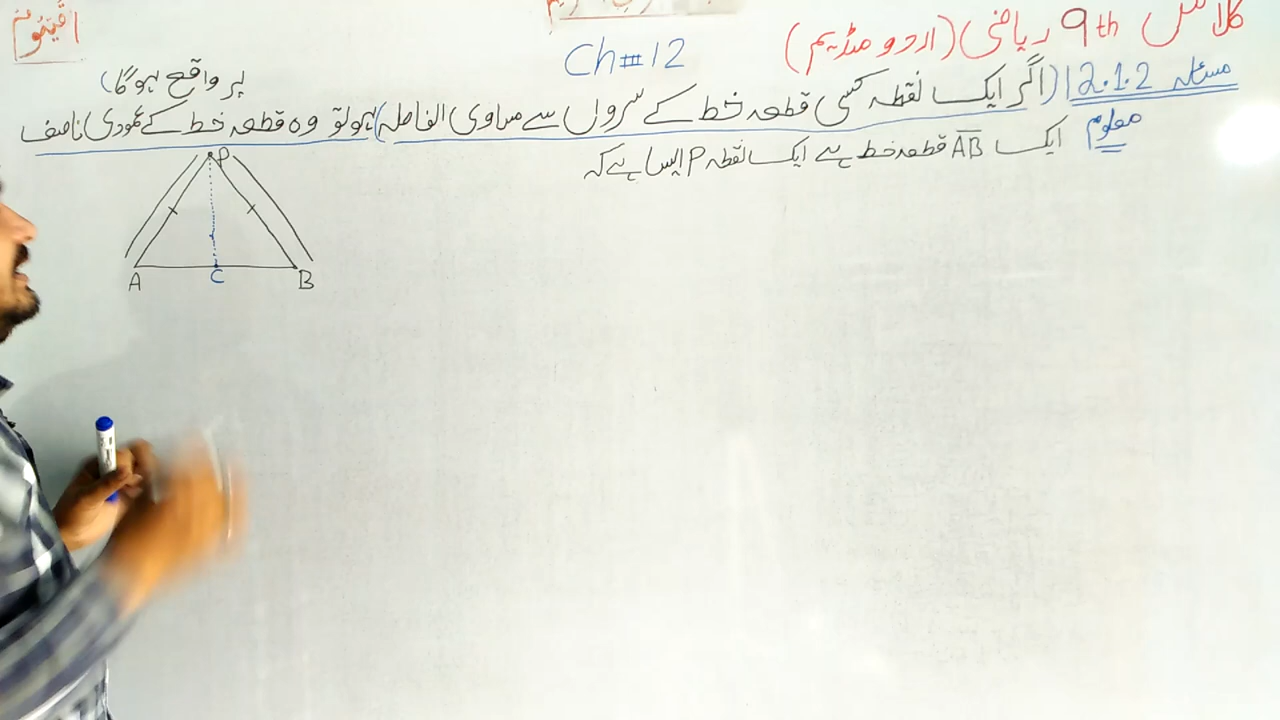 کلاس 9th ریاضی (اردو میڈیم)
Ch # 12
مسئلہ 12.1.2 (اگر ایک نقطہ کسی قطعہ خط کے سروں سے مساوی الفاصلہ) ہو تو وہ قطعہ خط کے عمودی ناصف
پر واقع ہوگا)
معلوم ایک AB قطعہ خط ہے ایک نقطہ P ایسا ہے کہ
P
A C B